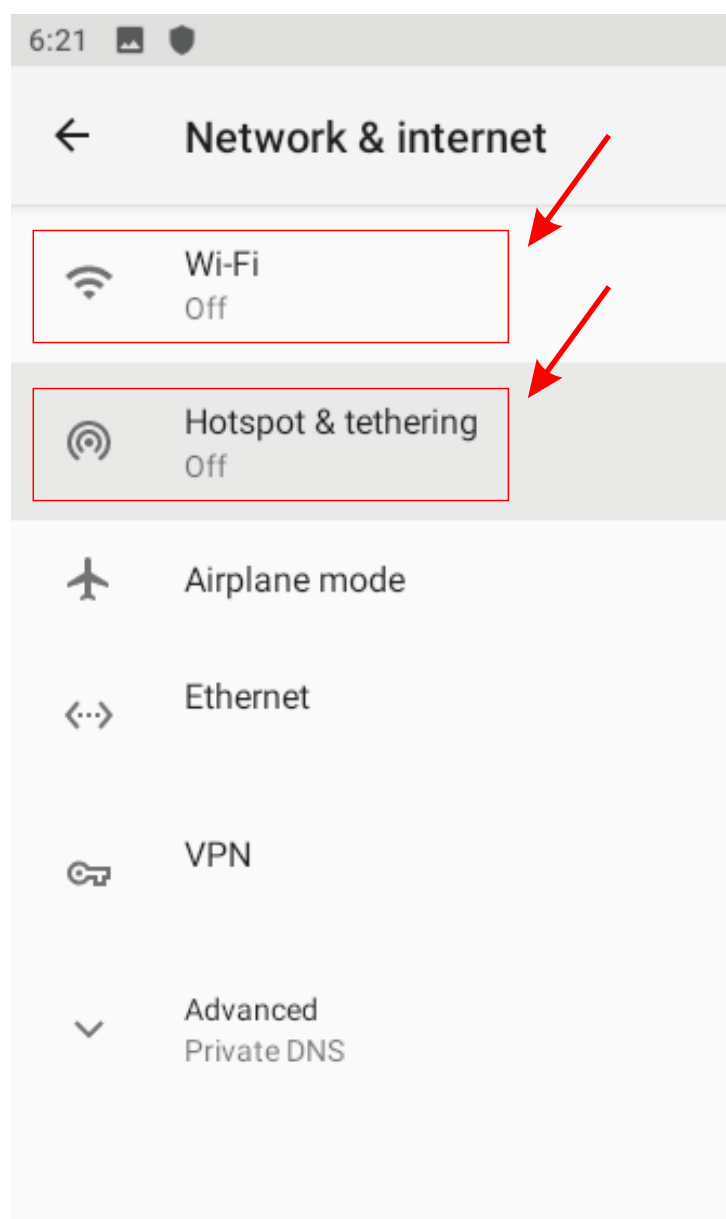 6:21
Network & internet
Wi-Fi
Off
Hotspot & tethering
Off
Airplane mode
Ethernet
VPN
Advanced
Private DNS